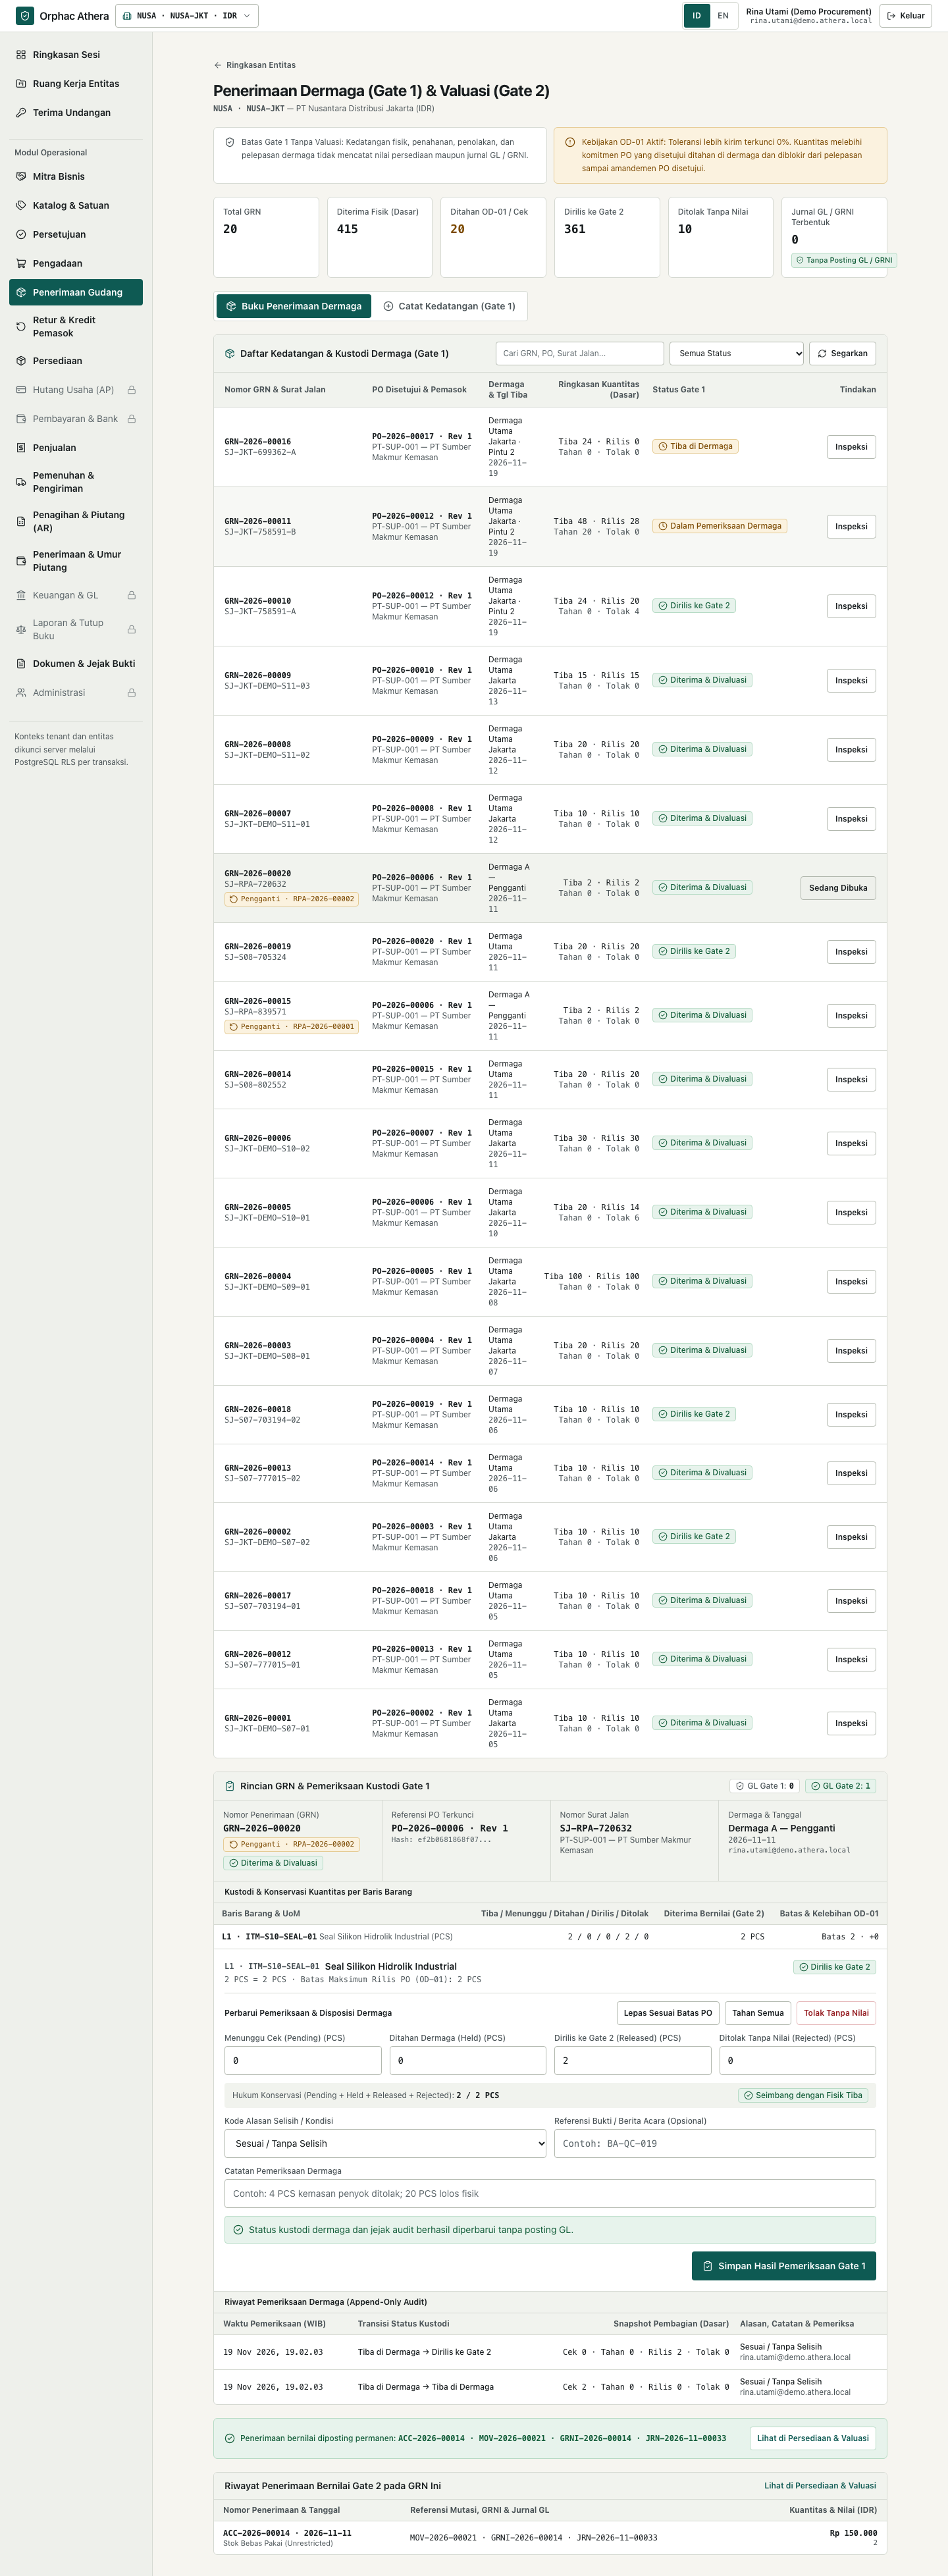 Orphac Athera
NUSA · NUSA-JKT · IDR
ID
EN
Rina Utami (Demo Procurement)
rina.utami@demo.athera.local
Keluar
Ringkasan Sesi
Ruang Kerja Entitas
Terima Undangan
Modul Operasional
Mitra Bisnis
Katalog & Satuan
Persetujuan
Pengadaan
Penerimaan Gudang
Retur & Kredit
Pemasok
Persediaan
Hutang Usaha (AP)
Pembayaran & Bank
Penjualan
Pemenuhan &
Pengiriman
Penagihan & Piutang
(AR)
Penerimaan & Umur
Piutang
Keuangan & GL
Laporan & Tutup
Buku
Dokumen & Jejak Bukti
Administrasi
Konteks tenant dan entitas
dikunci server melalui
PostgreSQL RLS per transaksi.
Ringkasan Entitas
Penerimaan Dermaga (Gate 1) & Valuasi (Gate 2)
NUSA · NUSA-JKT — PT Nusantara Distribusi Jakarta (IDR)
Batas Gate 1 Tanpa Valuasi: Kedatangan fisik, penahanan, penolakan, dan
pelepasan dermaga tidak mencatat nilai persediaan maupun jurnal GL / GRNI.
Kebijakan OD-01 Aktif: Toleransi lebih kirim terkunci 0%. Kuantitas melebihi
komitmen PO yang disetujui ditahan di dermaga dan diblokir dari pelepasan
sampai amandemen PO disetujui.
Total GRN
20
Diterima Fisik (Dasar)
415
Ditahan OD-01 / Cek
20
Dirilis ke Gate 2
361
Ditolak Tanpa Nilai
10
Jurnal GL / GRNI
Terbentuk
0
Tanpa Posting GL / GRNI
Buku Penerimaan Dermaga
Catat Kedatangan (Gate 1)
Daftar Kedatangan & Kustodi Dermaga (Gate 1)
Cari GRN, PO, Surat Jalan...
Semua Status
Segarkan
Nomor GRN & Surat Jalan
PO Disetujui & Pemasok
Dermaga
& Tgl Tiba
Ringkasan Kuantitas
(Dasar)
Status Gate 1
Tindakan
GRN-2026-00016
SJ-JKT-699362-A
PO-2026-00017 · Rev 1
PT-SUP-001 — PT Sumber
Makmur Kemasan
Dermaga
Utama
Jakarta ·
Pintu 2
2026-11-
19
Tiba 24 · Rilis 0
Tahan 0 · Tolak 0
Tiba di Dermaga
Inspeksi
GRN-2026-00011
SJ-JKT-758591-B
PO-2026-00012 · Rev 1
PT-SUP-001 — PT Sumber
Makmur Kemasan
Dermaga
Utama
Jakarta ·
Pintu 2
2026-11-
19
Tiba 48 · Rilis 28
Tahan 20 · Tolak 0
Dalam Pemeriksaan Dermaga
Inspeksi
GRN-2026-00010
SJ-JKT-758591-A
PO-2026-00012 · Rev 1
PT-SUP-001 — PT Sumber
Makmur Kemasan
Dermaga
Utama
Jakarta ·
Pintu 2
2026-11-
19
Tiba 24 · Rilis 20
Tahan 0 · Tolak 4
Dirilis ke Gate 2
Inspeksi
GRN-2026-00009
SJ-JKT-DEMO-S11-03
PO-2026-00010 · Rev 1
PT-SUP-001 — PT Sumber
Makmur Kemasan
Dermaga
Utama
Jakarta
2026-11-
13
Tiba 15 · Rilis 15
Tahan 0 · Tolak 0
Diterima & Divaluasi
Inspeksi
GRN-2026-00008
SJ-JKT-DEMO-S11-02
PO-2026-00009 · Rev 1
PT-SUP-001 — PT Sumber
Makmur Kemasan
Dermaga
Utama
Jakarta
2026-11-
12
Tiba 20 · Rilis 20
Tahan 0 · Tolak 0
Diterima & Divaluasi
Inspeksi
GRN-2026-00007
SJ-JKT-DEMO-S11-01
PO-2026-00008 · Rev 1
PT-SUP-001 — PT Sumber
Makmur Kemasan
Dermaga
Utama
Jakarta
2026-11-
12
Tiba 10 · Rilis 10
Tahan 0 · Tolak 0
Diterima & Divaluasi
Inspeksi
GRN-2026-00020
SJ-RPA-720632
Pengganti · RPA-2026-00002
PO-2026-00006 · Rev 1
PT-SUP-001 — PT Sumber
Makmur Kemasan
Dermaga A
—
Pengganti
2026-11-
11
Tiba 2 · Rilis 2
Tahan 0 · Tolak 0
Diterima & Divaluasi
Sedang Dibuka
GRN-2026-00019
SJ-S08-705324
PO-2026-00020 · Rev 1
PT-SUP-001 — PT Sumber
Makmur Kemasan
Dermaga
Utama
2026-11-
11
Tiba 20 · Rilis 20
Tahan 0 · Tolak 0
Dirilis ke Gate 2
Inspeksi
GRN-2026-00015
SJ-RPA-839571
Pengganti · RPA-2026-00001
PO-2026-00006 · Rev 1
PT-SUP-001 — PT Sumber
Makmur Kemasan
Dermaga A
—
Pengganti
2026-11-
11
Tiba 2 · Rilis 2
Tahan 0 · Tolak 0
Diterima & Divaluasi
Inspeksi
GRN-2026-00014
SJ-S08-802552
PO-2026-00015 · Rev 1
PT-SUP-001 — PT Sumber
Makmur Kemasan
Dermaga
Utama
2026-11-
11
Tiba 20 · Rilis 20
Tahan 0 · Tolak 0
Diterima & Divaluasi
Inspeksi
GRN-2026-00006
SJ-JKT-DEMO-S10-02
PO-2026-00007 · Rev 1
PT-SUP-001 — PT Sumber
Makmur Kemasan
Dermaga
Utama
Jakarta
2026-11-
11
Tiba 30 · Rilis 30
Tahan 0 · Tolak 0
Diterima & Divaluasi
Inspeksi
GRN-2026-00005
SJ-JKT-DEMO-S10-01
PO-2026-00006 · Rev 1
PT-SUP-001 — PT Sumber
Makmur Kemasan
Dermaga
Utama
Jakarta
2026-11-
10
Tiba 20 · Rilis 14
Tahan 0 · Tolak 6
Diterima & Divaluasi
Inspeksi
GRN-2026-00004
SJ-JKT-DEMO-S09-01
PO-2026-00005 · Rev 1
PT-SUP-001 — PT Sumber
Makmur Kemasan
Dermaga
Utama
Jakarta
2026-11-
08
Tiba 100 · Rilis 100
Tahan 0 · Tolak 0
Diterima & Divaluasi
Inspeksi
GRN-2026-00003
SJ-JKT-DEMO-S08-01
PO-2026-00004 · Rev 1
PT-SUP-001 — PT Sumber
Makmur Kemasan
Dermaga
Utama
Jakarta
2026-11-
07
Tiba 20 · Rilis 20
Tahan 0 · Tolak 0
Diterima & Divaluasi
Inspeksi
GRN-2026-00018
SJ-S07-703194-02
PO-2026-00019 · Rev 1
PT-SUP-001 — PT Sumber
Makmur Kemasan
Dermaga
Utama
2026-11-
06
Tiba 10 · Rilis 10
Tahan 0 · Tolak 0
Dirilis ke Gate 2
Inspeksi
GRN-2026-00013
SJ-S07-777015-02
PO-2026-00014 · Rev 1
PT-SUP-001 — PT Sumber
Makmur Kemasan
Dermaga
Utama
2026-11-
06
Tiba 10 · Rilis 10
Tahan 0 · Tolak 0
Diterima & Divaluasi
Inspeksi
GRN-2026-00002
SJ-JKT-DEMO-S07-02
PO-2026-00003 · Rev 1
PT-SUP-001 — PT Sumber
Makmur Kemasan
Dermaga
Utama
Jakarta
2026-11-
06
Tiba 10 · Rilis 10
Tahan 0 · Tolak 0
Dirilis ke Gate 2
Inspeksi
GRN-2026-00017
SJ-S07-703194-01
PO-2026-00018 · Rev 1
PT-SUP-001 — PT Sumber
Makmur Kemasan
Dermaga
Utama
2026-11-
05
Tiba 10 · Rilis 10
Tahan 0 · Tolak 0
Diterima & Divaluasi
Inspeksi
GRN-2026-00012
SJ-S07-777015-01
PO-2026-00013 · Rev 1
PT-SUP-001 — PT Sumber
Makmur Kemasan
Dermaga
Utama
2026-11-
05
Tiba 10 · Rilis 10
Tahan 0 · Tolak 0
Diterima & Divaluasi
Inspeksi
GRN-2026-00001
SJ-JKT-DEMO-S07-01
PO-2026-00002 · Rev 1
PT-SUP-001 — PT Sumber
Makmur Kemasan
Dermaga
Utama
Jakarta
2026-11-
05
Tiba 10 · Rilis 10
Tahan 0 · Tolak 0
Diterima & Divaluasi
Inspeksi
Rincian GRN & Pemeriksaan Kustodi Gate 1
GL Gate 1: 0
GL Gate 2: 1
Nomor Penerimaan (GRN)
GRN-2026-00020
Pengganti · RPA-2026-00002
Diterima & Divaluasi
Referensi PO Terkunci
PO-2026-00006 · Rev 1
Hash: ef2b0681868f07...
Nomor Surat Jalan
SJ-RPA-720632
PT-SUP-001 — PT Sumber Makmur
Kemasan
Dermaga & Tanggal
Dermaga A — Pengganti
2026-11-11
rina.utami@demo.athera.local
Kustodi & Konservasi Kuantitas per Baris Barang
Baris Barang & UoM
Tiba / Menunggu / Ditahan / Dirilis / Ditolak
Diterima Bernilai (Gate 2)
Batas & Kelebihan OD-01
L1 · ITM-S10-SEAL-01 Seal Silikon Hidrolik Industrial (PCS)
2 / 0 / 0 / 2 / 0
2 PCS
Batas 2 · +0
L1 · ITM-S10-SEAL-01 Seal Silikon Hidrolik Industrial
2 PCS = 2 PCS · Batas Maksimum Rilis PO (OD-01): 2 PCS
Dirilis ke Gate 2
Perbarui Pemeriksaan & Disposisi Dermaga
Lepas Sesuai Batas PO
Tahan Semua
Tolak Tanpa Nilai
Menunggu Cek (Pending) (PCS)
0
Ditahan Dermaga (Held) (PCS)
0
Dirilis ke Gate 2 (Released) (PCS)
2
Ditolak Tanpa Nilai (Rejected) (PCS)
0
Hukum Konservasi (Pending + Held + Released + Rejected): 2 / 2 PCS
Seimbang dengan Fisik Tiba
Kode Alasan Selisih / Kondisi
Sesuai / Tanpa Selisih
Referensi Bukti / Berita Acara (Opsional)
Contoh: BA-QC-019
Catatan Pemeriksaan Dermaga
Contoh: 4 PCS kemasan penyok ditolak; 20 PCS lolos fisik
Status kustodi dermaga dan jejak audit berhasil diperbarui tanpa posting GL.
Simpan Hasil Pemeriksaan Gate 1
Riwayat Pemeriksaan Dermaga (Append-Only Audit)
Waktu Pemeriksaan (WIB)
Transisi Status Kustodi
Snapshot Pembagian (Dasar)
Alasan, Catatan & Pemeriksa
19 Nov 2026, 19.02.03
Tiba di Dermaga → Dirilis ke Gate 2
Cek 0 · Tahan 0 · Rilis 2 · Tolak 0
Sesuai / Tanpa Selisih
rina.utami@demo.athera.local
19 Nov 2026, 19.02.03
Tiba di Dermaga → Tiba di Dermaga
Cek 2 · Tahan 0 · Rilis 0 · Tolak 0
Sesuai / Tanpa Selisih
rina.utami@demo.athera.local
Penerimaan bernilai diposting permanen: ACC-2026-00014 · MOV-2026-00021 · GRNI-2026-00014 · JRN-2026-11-00033
Lihat di Persediaan & Valuasi
Riwayat Penerimaan Bernilai Gate 2 pada GRN Ini
Lihat di Persediaan & Valuasi
Nomor Penerimaan & Tanggal
Referensi Mutasi, GRNI & Jurnal GL
Kuantitas & Nilai (IDR)
ACC-2026-00014 · 2026-11-11
Stok Bebas Pakai (Unrestricted)
MOV-2026-00021 · GRNI-2026-00014 · JRN-2026-11-00033
Rp 150.000
2